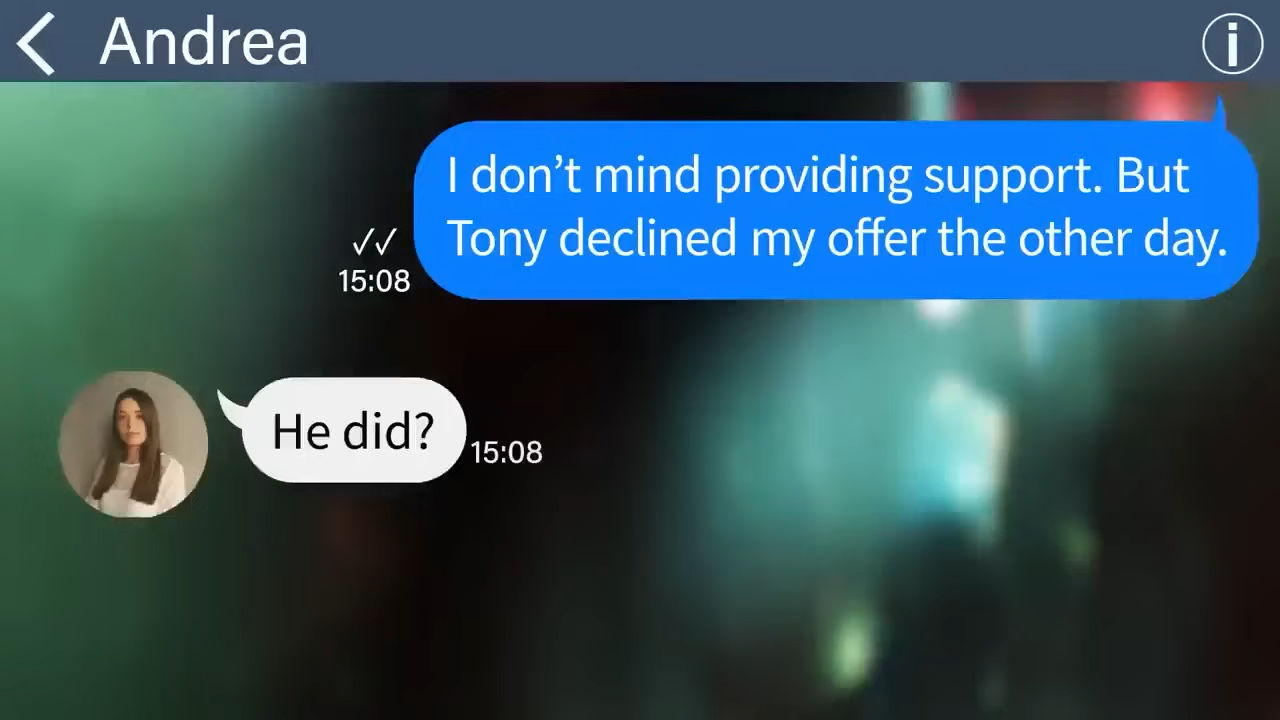 Andrea
I don’t mind providing support. But
Tony declined my offer the other day.
✓✓
15:08
He did?
15:08